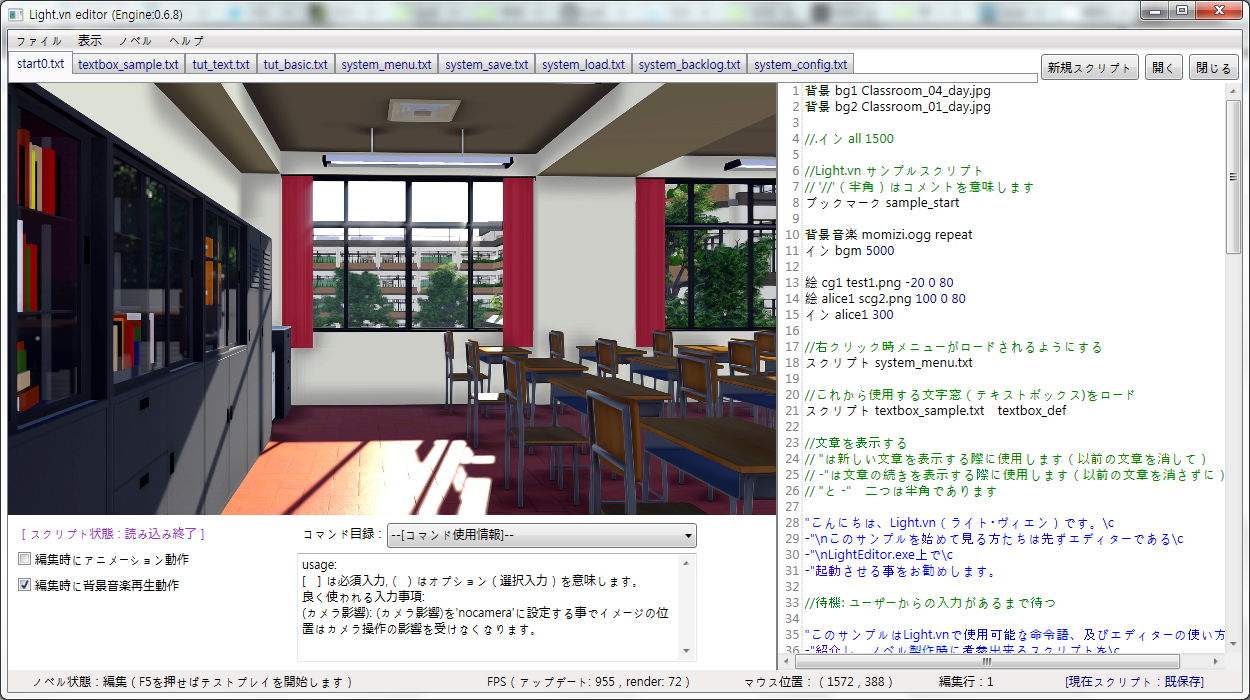 Light.vn editor (Engine:0.6.8)
ファイル 表示 ノベル ヘルプ
start0.txt textbox_sample.txt tut_text.txt tut_basic.txt system_menu.txt system_save.txt system_load.txt system_backlog.txt system_config.txt
新規スクリプト 開く 閉じる
1 背景 bg1 Classroom_04_day.jpg
2 背景 bg2 Classroom_01_day.jpg
3
4 //.イン all 1500
5
6 //Light.vn サンプルスクリプト
7 // '//' ( 半角 ) はコメントを意味します
8 ブックマーク sample_start
9
10 背景音楽 momizi.ogg repeat
11 イン bgm 5000
12
13 絵 cg1 test1.png -20 0 80
14 絵 alice1 scg2.png 100 0 80
15 イン alice1 300
16
17 //右クリック時メニューがロードされるようにする
18 スクリプト system_menu.txt
19
20 //これから使用する文字窓 ( テキストボックス)をロード
21 スクリプト textbox_sample.txt　textbox_def
22
23 //文章を表示する
24 // "は新しい文章を表示する際に使用します ( 以前の文章を消して )
25 // -"は文章の続きを表示する際に使用します ( 以前の文章を消さずに )
26 // "と -"　二つは半角であります
27
28 "こんにちは、Light.vn ( ライト･ヴィエン ) です。\c
29 -"\nこのサンプルを始めて見る方たちは先ずエディターである\c
30 -"\nLightEditor.exe上で\c
31 -"起動させる事をお勧めします。
32
33 //待機: ユーザーからの入力があるまで待つ
34
35 "このサンプルはLight.vnで使用可能な命令語、及びエディターの使い方
36 -"紹介し、ノベル製作時に参参出来るスクリプトを\c
[ スクリプト状態 : 読み込み終了 ]
編集時にアニメーション動作
編集時に背景音楽再生動作
コマンド目録 : --[コマンド使用情報]--
usage:
[　] は必須入力, (　) はオプション ( 選択入力 ) を意味します。
良く使われる入力事項:
(カメラ影響): (カメラ影響)を'nocamera'に設定する事でイメージの位
置はカメラ操作の影響を受けなくなります。
ノベル状態 : 編集 ( F5を押せばテストプレイを開始します ) FPS ( アップデート: 955 , render: 72 ) マウス位置 : ( 1572 , 388 ) 編集行 : 1 [現在スクリプト : 既保存]